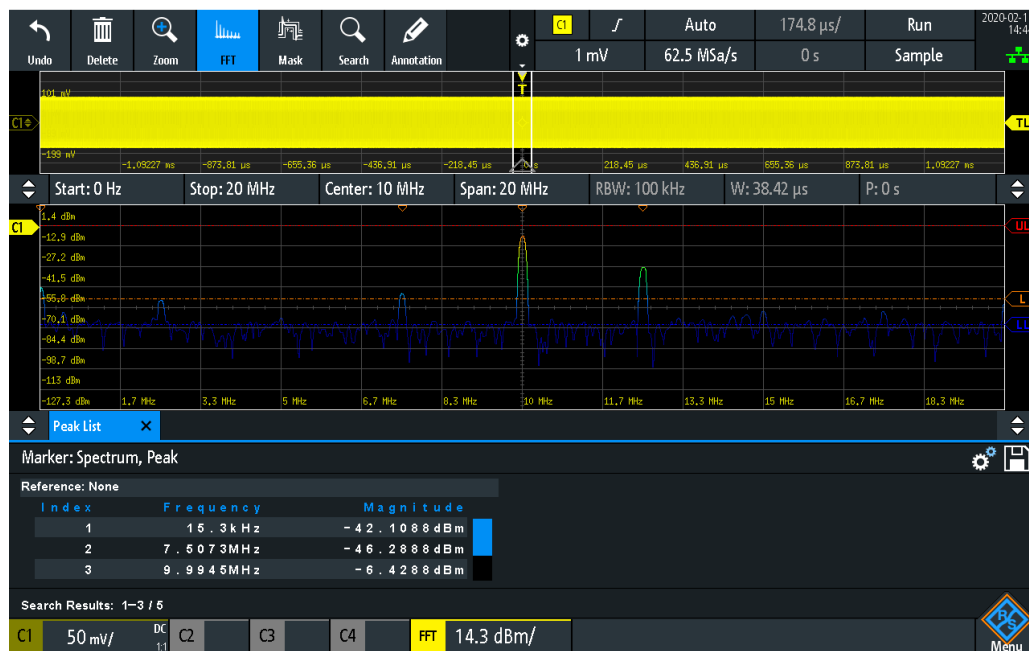 C1 Auto 174.8 µs/ Run 2020-02-1
Undo Delete Zoom FFT Mask Search Annotation 1 mV 62.5 MSa/s 0 s Sample 14:4
101 mV
T
C1 TL
-199 mV
-1.09227 ms -873.81 µs -655.36 µs -436.91 µs -218.45 µs 0 s 218.45 µs 436.91 µs 655.36 µs 873.81 µs 1.09227 ms
Start: 0 Hz Stop: 20 MHz Center: 10 MHz Span: 20 MHz RBW: 100 kHz W: 38.42 µs P: 0 s
1.4 dBm
C1 UL
-12.9 dBm
-27.2 dBm
-41.5 dBm
-55.8 dBm L
-70.1 dBm LL
-84.4 dBm
-98.7 dBm
-113 dBm
-127.3 dBm 1.7 MHz 3.3 MHz 5 MHz 6.7 MHz 8.3 MHz 10 MHz 11.7 MHz 13.3 MHz 15 MHz 16.7 MHz 18.3 MHz
Peak List ×
Marker: Spectrum, Peak
Reference: None
Index Frequency Magnitude
1 15.3kHz -42.1088dBm
2 7.5073MHz -46.2888dBm
3 9.9945MHz -6.4288dBm
Search Results: 1-3 / 5
C1 50 mV/ DC 1:1 C2 C3 C4 FFT 14.3 dBm/ R&S
Menu